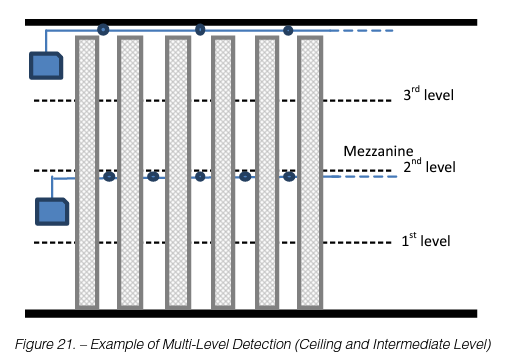 3rd level
Mezzanine
2nd level
1st level
Figure 21. – Example of Multi-Level Detection (Ceiling and Intermediate Level)